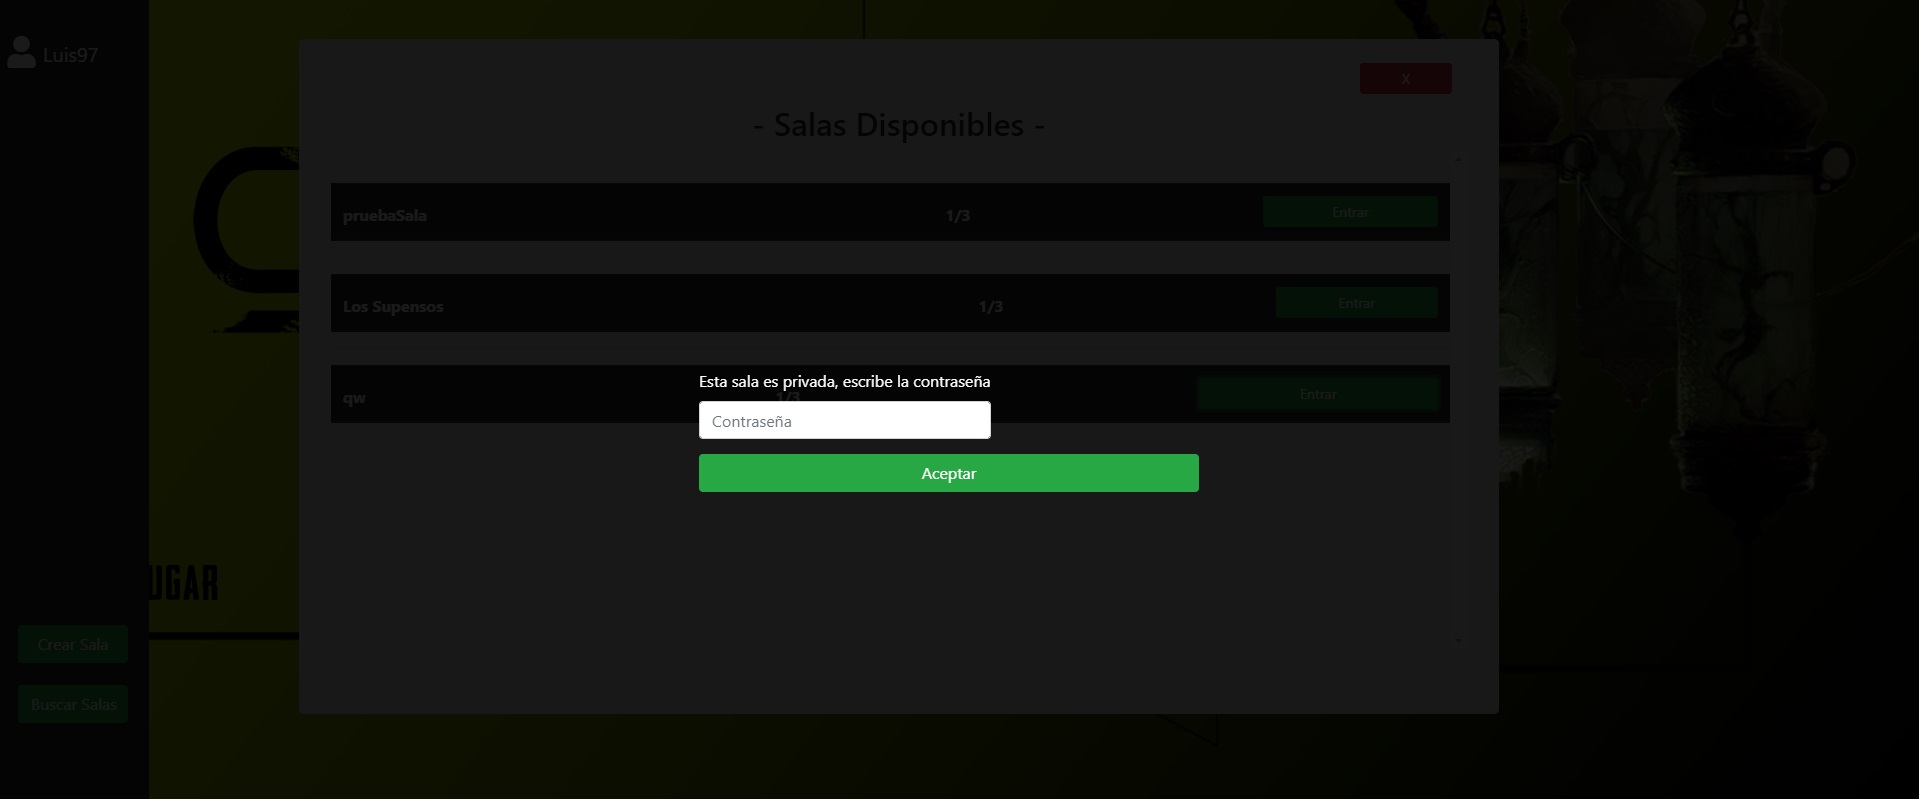 Luis97
X
- Salas Disponibles -
pruebaSala 1/3 Entrar
Los Supensos 1/3 Entrar
Esta sala es privada, escribe la contraseña
qw 1/3 Entrar
Contraseña
Aceptar
UGAR
Crear Sala
Buscar Salas